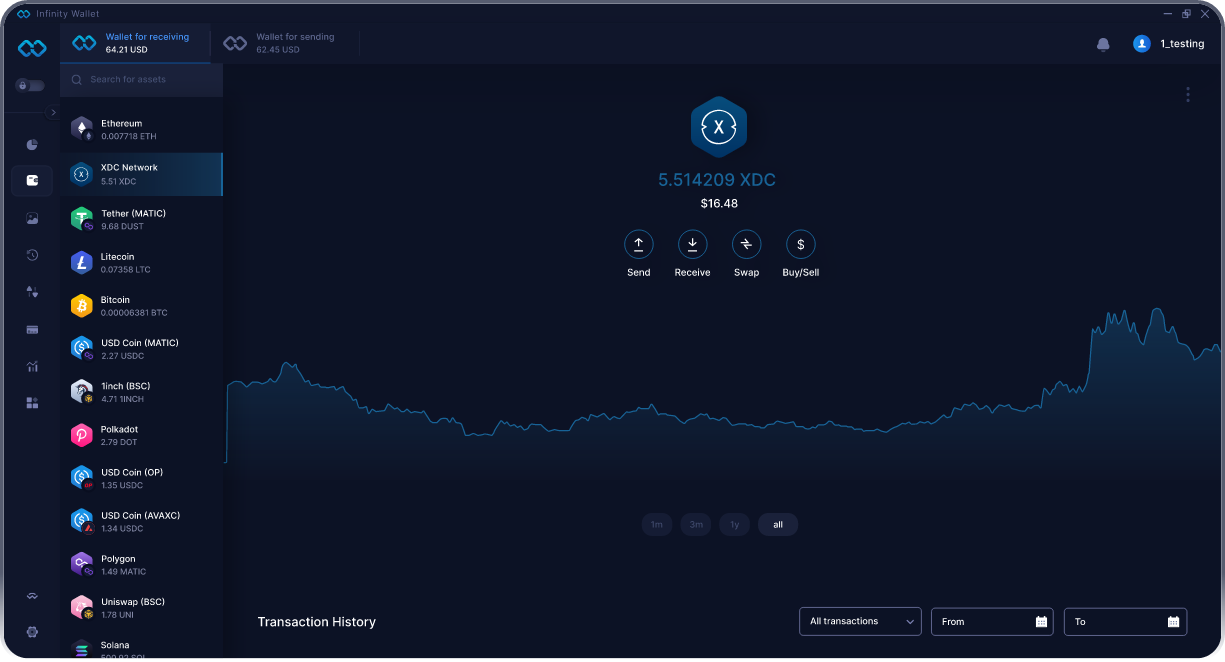 Infinity Wallet
Wallet for receiving
64.21 USD
Wallet for sending
62.45 USD
1_testing
Search for assets
Ethereum
0.007718 ETH
XDC Network
5.51 XDC
Tether (MATIC)
9.68 DUST
Litecoin
0.07358 LTC
Bitcoin
0.00006381 BTC
USD Coin (MATIC)
2.27 USDC
1inch (BSC)
4.71 1INCH
Polkadot
2.79 DOT
USD Coin (OP)
1.35 USDC
USD Coin (AVAXC)
1.34 USDC
Polygon
1.49 MATIC
Uniswap (BSC)
1.78 UNI
Solana
X
5.514209 XDC
$16.48
Send
Receive
Swap
$
Buy/Sell
1m
3m
1y
all
Transaction History
All transactions
From
To